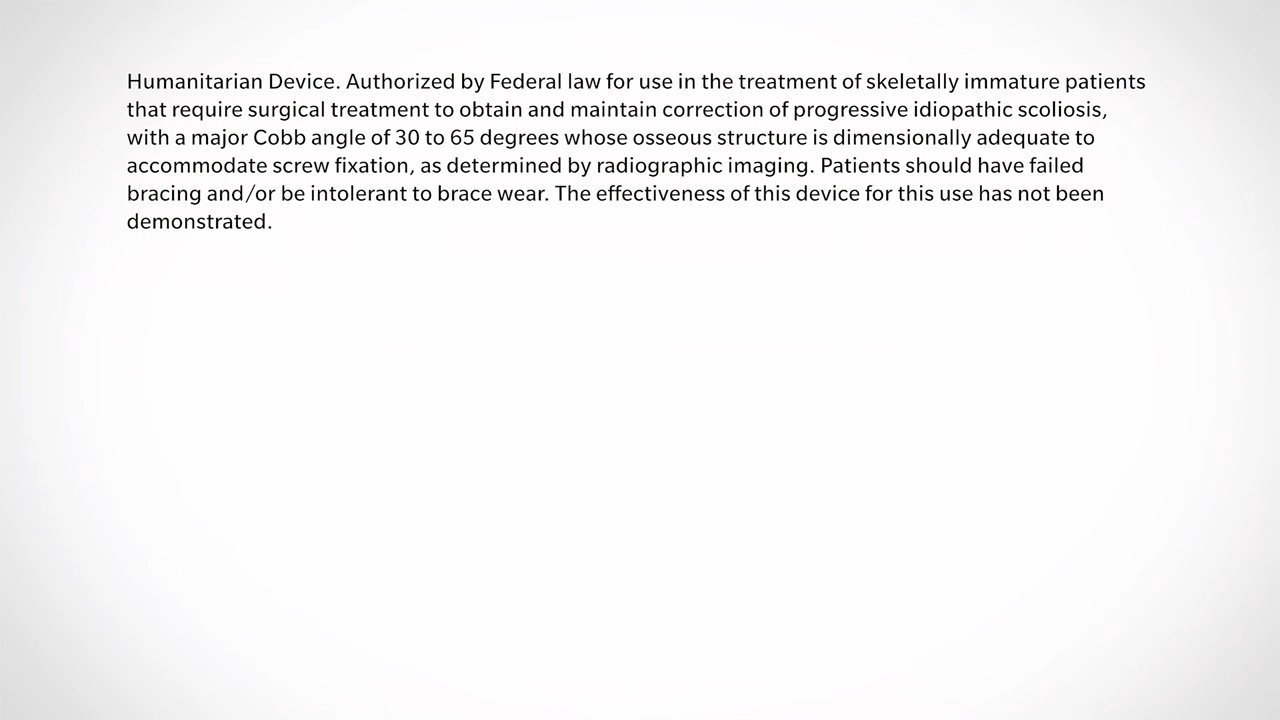 Humanitarian Device. Authorized by Federal law for use in the treatment of skeletally immature patients
that require surgical treatment to obtain and maintain correction of progressive idiopathic scoliosis,
with a major Cobb angle of 30 to 65 degrees whose osseous structure is dimensionally adequate to
accommodate screw fixation, as determined by radiographic imaging. Patients should have failed
bracing and/or be intolerant to brace wear. The effectiveness of this device for this use has not been
demonstrated.